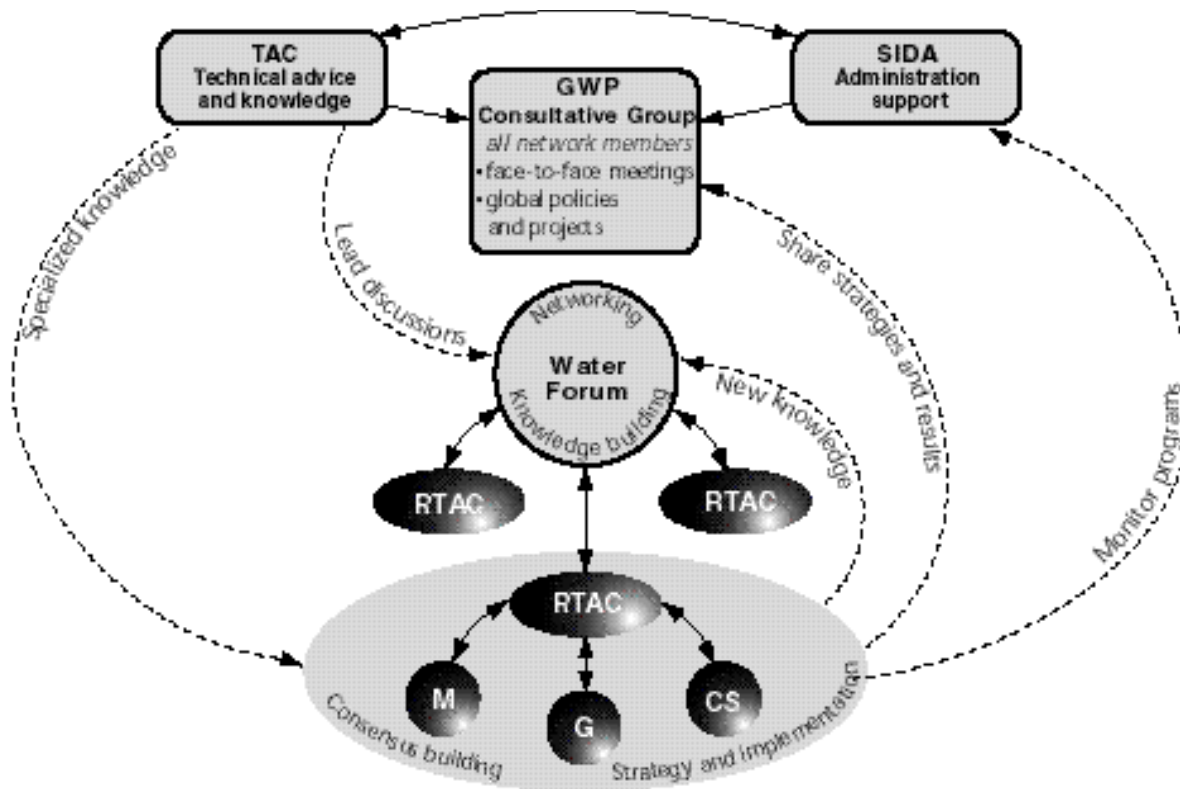 TAC
Technical advice
and knowledge
SIDA
Administration
support
GWP
Consultative Group
all network members
•face-to-face meetings
•global policies
and projects
Specialized knowledge
Lead discussions
Share strategies and results
Networking
Water
Forum
Knowledge building
New knowledge
Monitor programs
RTAC
RTAC
RTAC
M
G
CS
Consensus building
Strategy and implementation